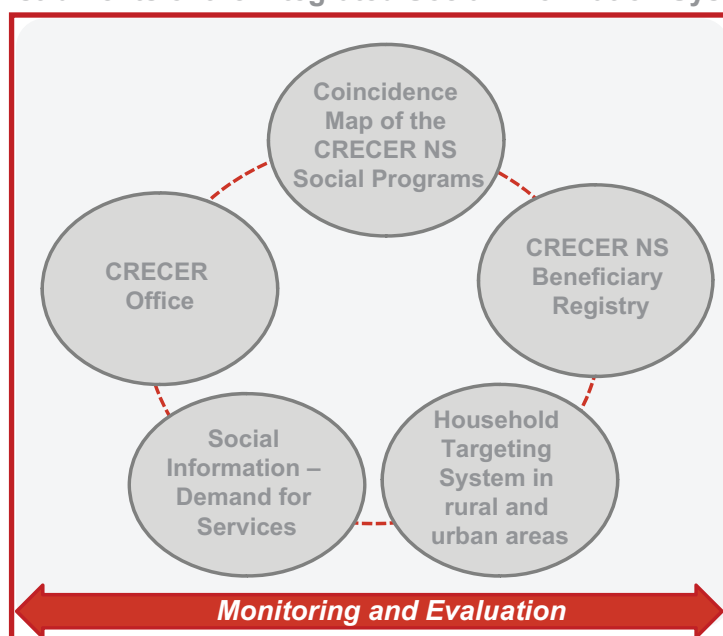 Coincidence
Map of the
CRECER NS
Social Programs
CRECER
Office
CRECER NS
Beneficiary
Registry
Social
Information –
Demand for
Services
Household
Targeting
System in
rural and
urban areas
Monitoring and Evaluation